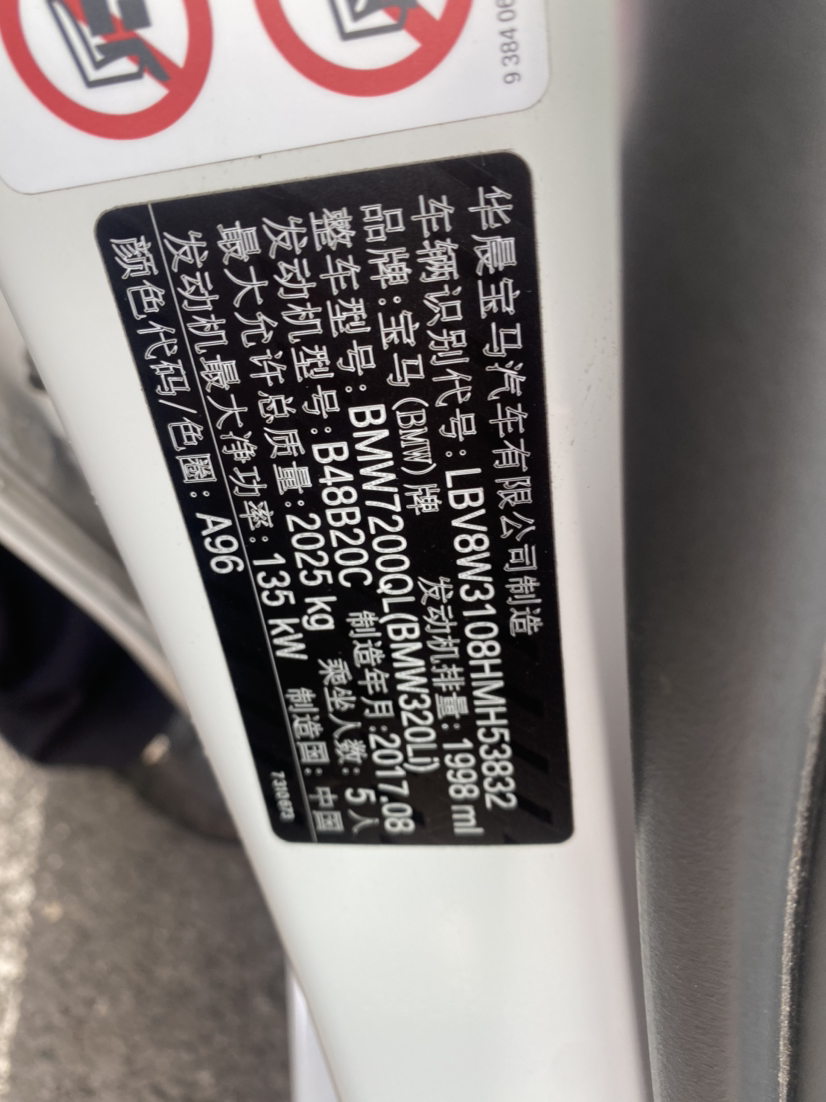 9 384 06
华晨宝马汽车有限公司制造
车辆识别代号:LBV8W3108HMH53832
品牌:宝马(BMW)牌 发动机排量:1998 ml
整车型号:BMW7200QL(BMW320Li)
发动机型号:B48B20C 制造年月:2017.08
最大允许总质量:2025 kg 乘坐人数:5人
发动机最大净功率:135 kW 制造国:中国
颜色代码/色圈:A96
7310673